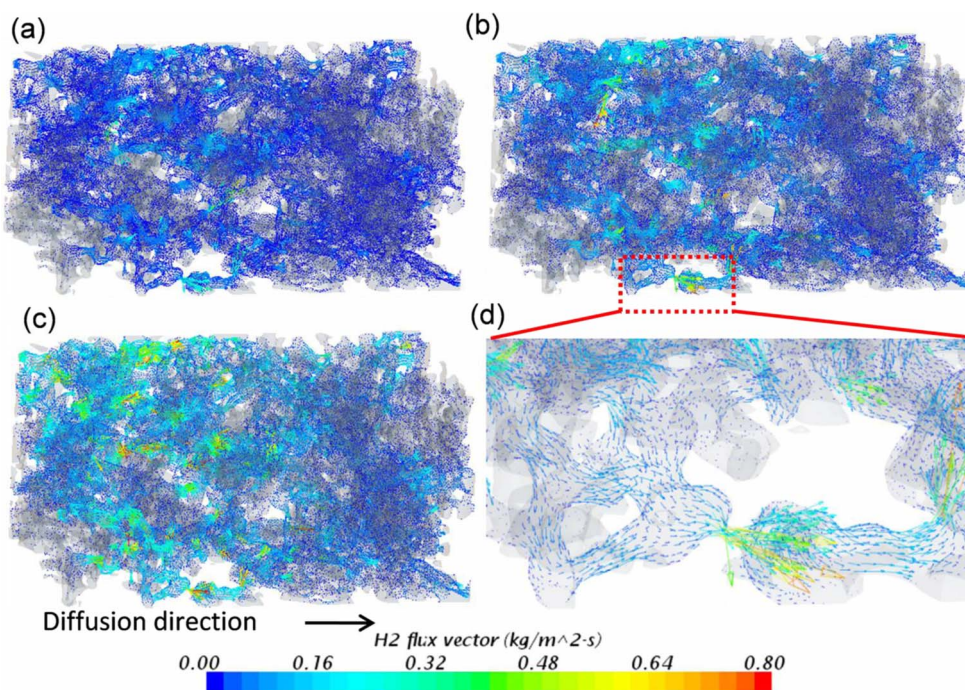 (a)
(b)
(c)
(d)
Diffusion direction
H2 flux vector (kg/m^2-s)
0.00 0.16 0.32 0.48 0.64 0.80